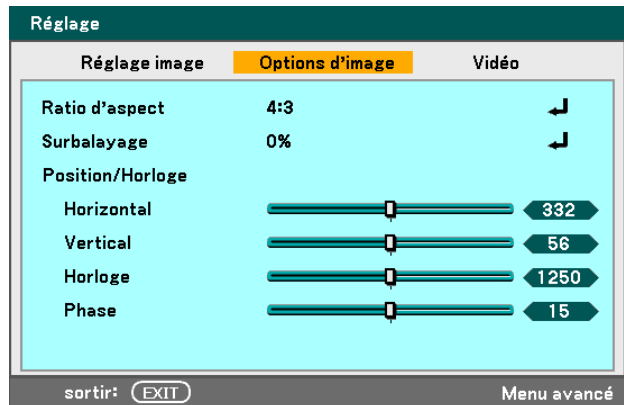 Réglage
Réglage image Options d'image Vidéo
Ratio d'aspect 4:3
Surbalayage 0%
Position/Horloge
Horizontal 332
Vertical 56
Horloge 1250
Phase 15
sortir: EXIT Menu avancé